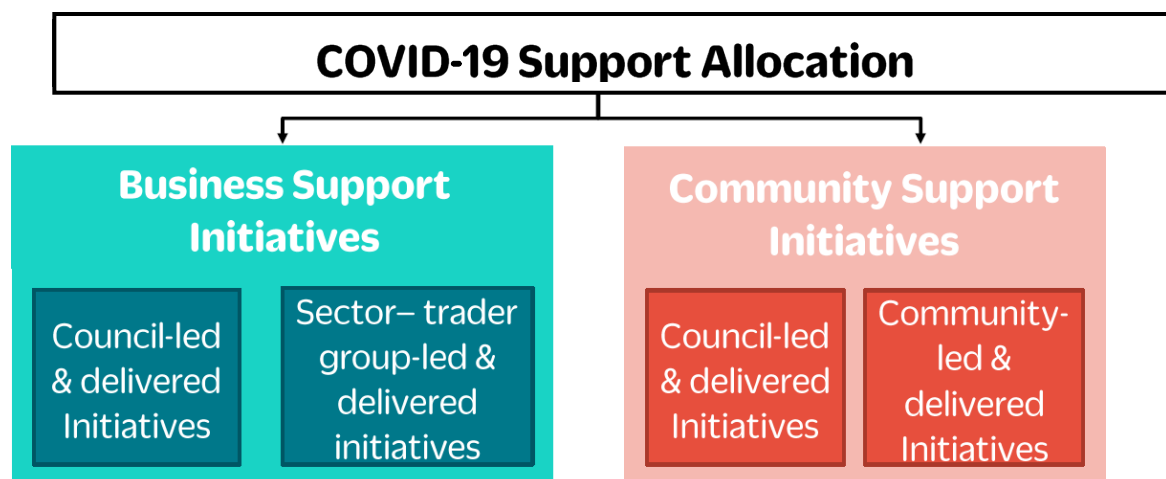 COVID-19 Support Allocation
Business Support
Initiatives
Council-led
& delivered
Initiatives
Sector– trader
group-led &
delivered
initiatives
Community Support
Initiatives
Council-led
& delivered
Initiatives
Community-
led &
delivered
Initiatives